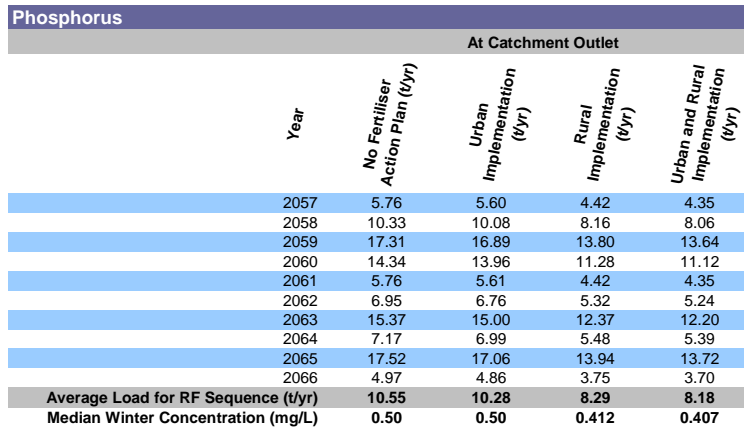 Phosphorus
At Catchment Outlet
Year
No Fertiliser
Action Plan (t/yr)
Urban
Implementation
(t/yr)
Rural
Implementation
(t/yr)
Urban and Rural
Implementation
(t/yr)
2057 5.76 5.60 4.42 4.35
2058 10.33 10.08 8.16 8.06
2059 17.31 16.89 13.80 13.64
2060 14.34 13.96 11.28 11.12
2061 5.76 5.61 4.42 4.35
2062 6.95 6.76 5.32 5.24
2063 15.37 15.00 12.37 12.20
2064 7.17 6.99 5.48 5.39
2065 17.52 17.06 13.94 13.72
2066 4.97 4.86 3.75 3.70
Average Load for RF Sequence (t/yr) 10.55 10.28 8.29 8.18
Median Winter Concentration (mg/L) 0.50 0.50 0.412 0.407